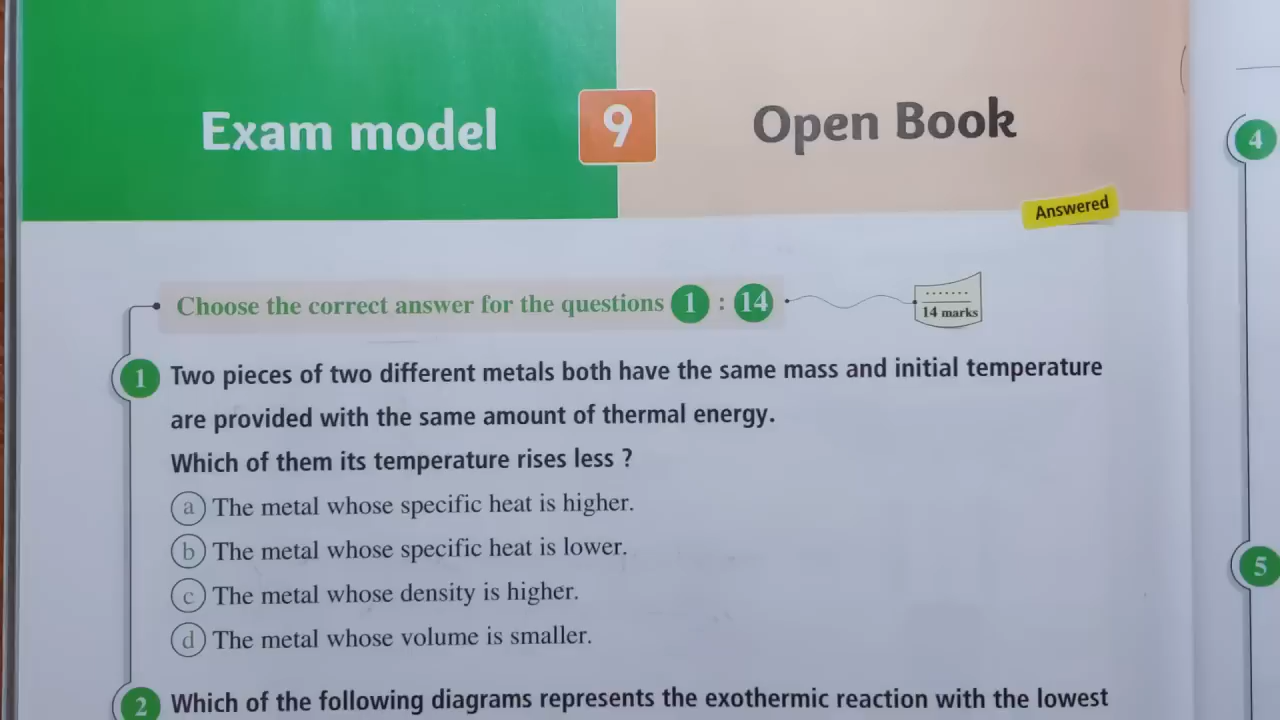 Exam model 9 Open Book
Answered
Choose the correct answer for the questions 1 : 14
14 marks
1 Two pieces of two different metals both have the same mass and initial temperature
are provided with the same amount of thermal energy.
Which of them its temperature rises less ?
a The metal whose specific heat is higher.
b The metal whose specific heat is lower.
c The metal whose density is higher.
d The metal whose volume is smaller.
2 Which of the following diagrams represents the exothermic reaction with the lowest
4
5